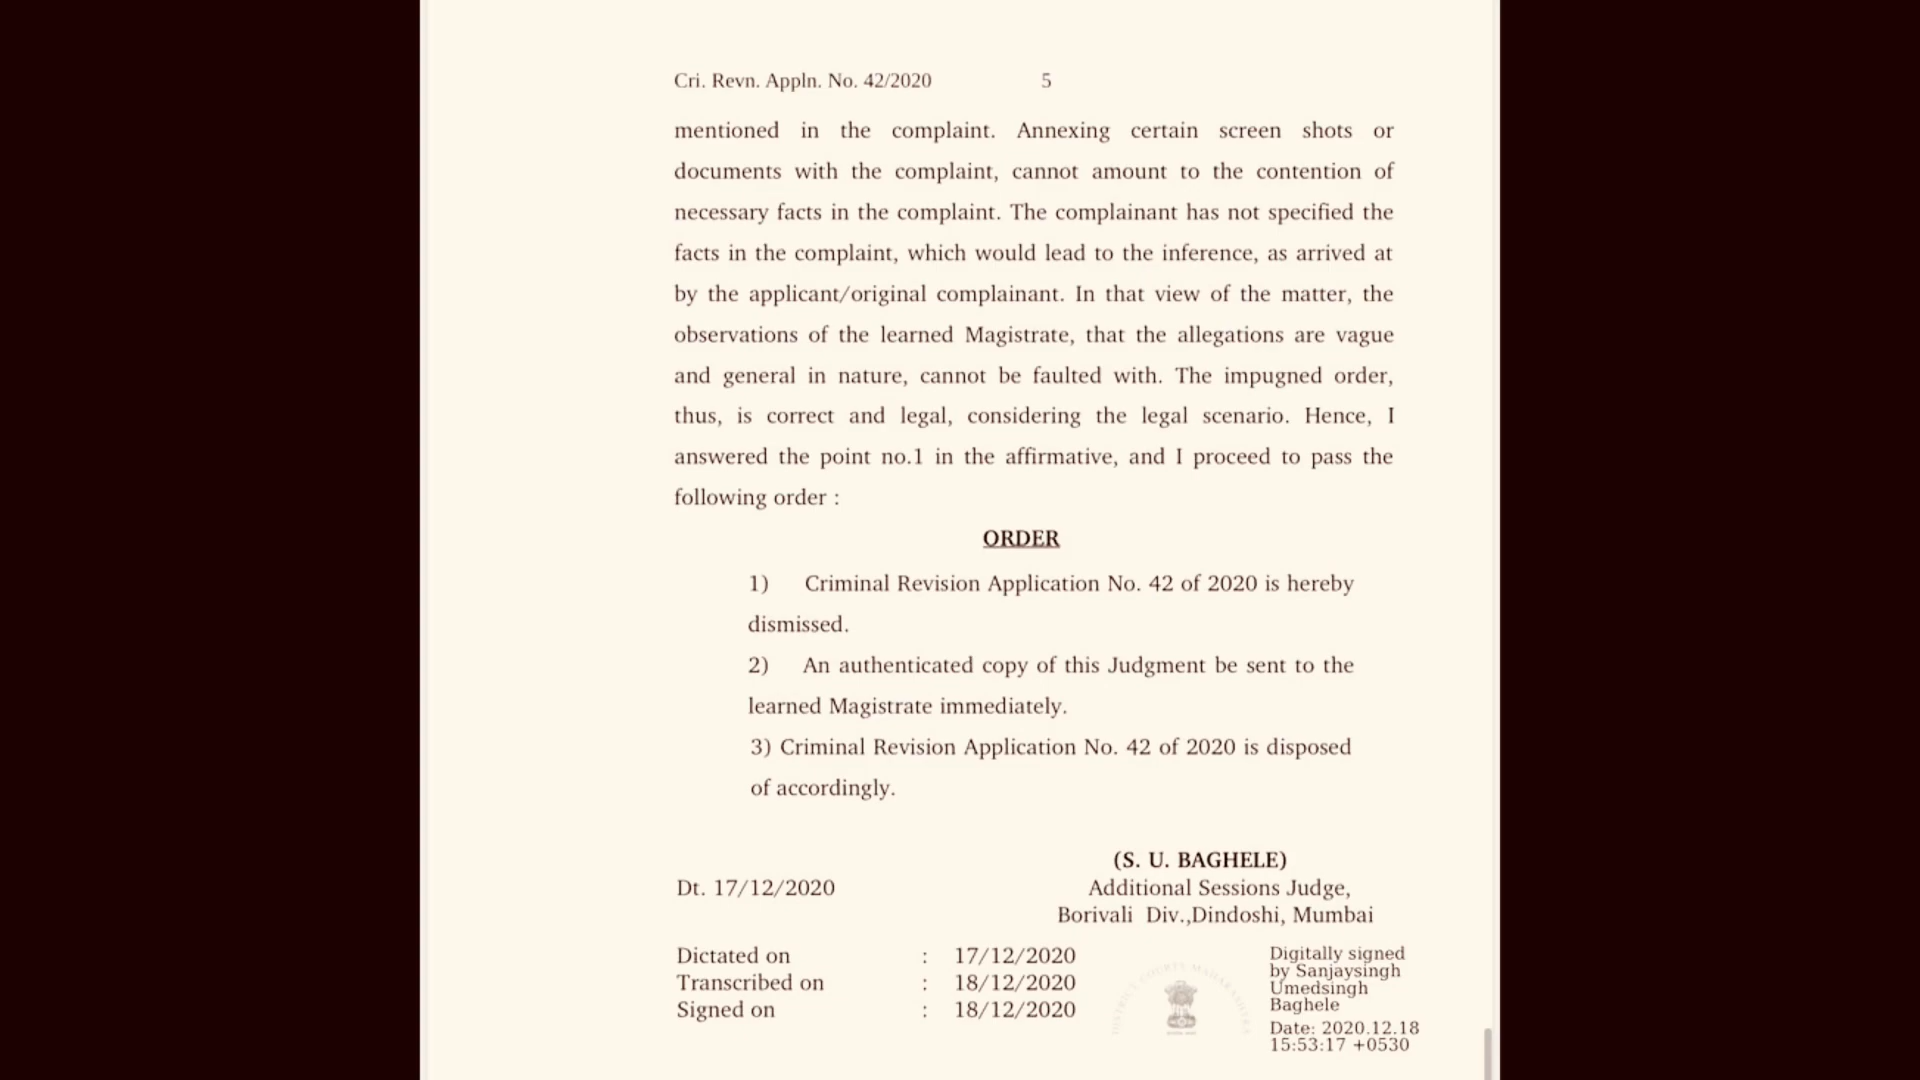 Cri. Revn. Appln. No. 42/2020 5
mentioned in the complaint. Annexing certain screen shots or
documents with the complaint, cannot amount to the contention of
necessary facts in the complaint. The complainant has not specified the
facts in the complaint, which would lead to the inference, as arrived at
by the applicant/original complainant. In that view of the matter, the
observations of the learned Magistrate, that the allegations are vague
and general in nature, cannot be faulted with. The impugned order,
thus, is correct and legal, considering the legal scenario. Hence, I
answered the point no.1 in the affirmative, and I proceed to pass the
following order :
ORDER
1) Criminal Revision Application No. 42 of 2020 is hereby
dismissed.
2) An authenticated copy of this Judgment be sent to the
learned Magistrate immediately.
3) Criminal Revision Application No. 42 of 2020 is disposed
of accordingly.
(S. U. BAGHELE)
Dt. 17/12/2020 Additional Sessions Judge,
Borivali Div.,Dindoshi, Mumbai
Dictated on : 17/12/2020
Transcribed on : 18/12/2020
Signed on : 18/12/2020
DISTRICT COURTS MAHARASHTRA
Digitally signed
by Sanjaysingh
Umedsingh
Baghele
Date: 2020.12.18
15:53:17 +0530